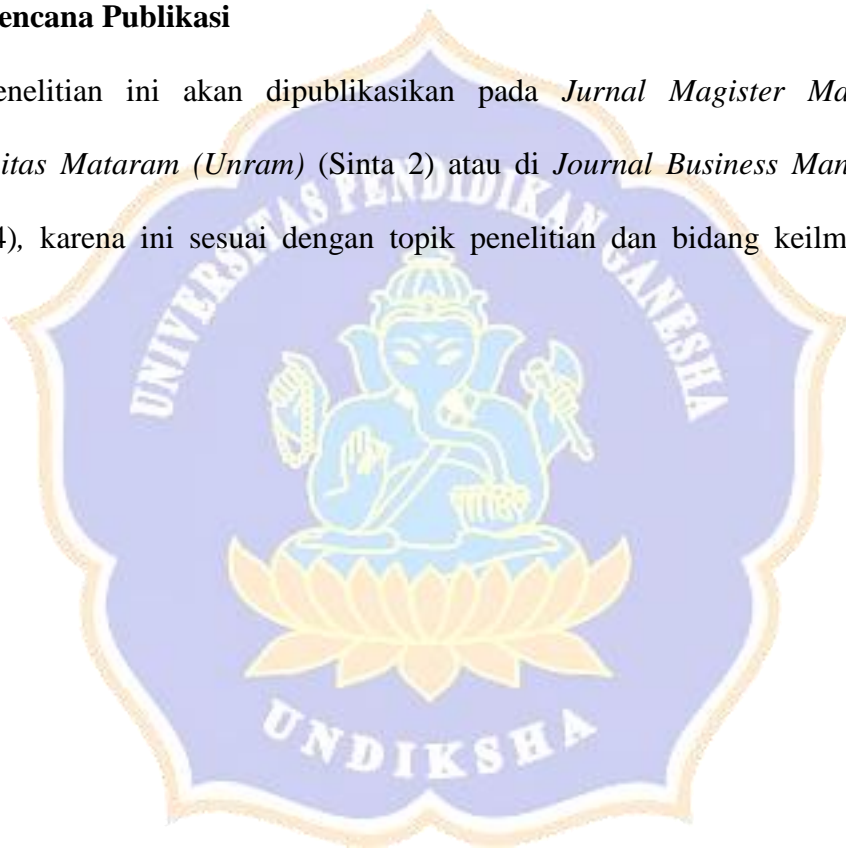 encana Publikasi
enelitian ini akan dipublikasikan pada Jurnal Magister Ma
itas Mataram (Unram) (Sinta 2) atau di Journal Business Man
4), karena ini sesuai dengan topik penelitian dan bidang keilm
UNIVERSITAS PENDIDIKAN GANESHA
UNDIKSHA